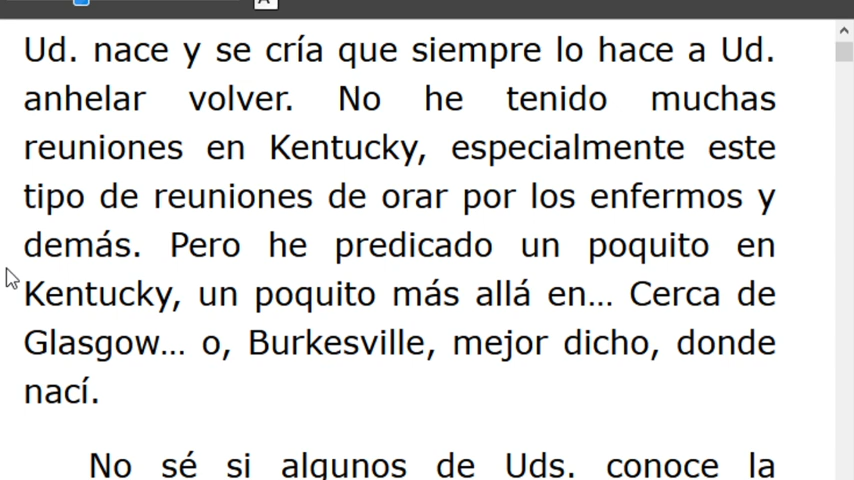 Ud. nace y se cría que siempre lo hace a Ud.
anhelar volver. No he tenido muchas
reuniones en Kentucky, especialmente este
tipo de reuniones de orar por los enfermos y
demás. Pero he predicado un poquito en
Kentucky, un poquito más allá en... Cerca de
Glasgow... o, Burkesville, mejor dicho, donde
nací.
No sé si algunos de Uds. conoce la